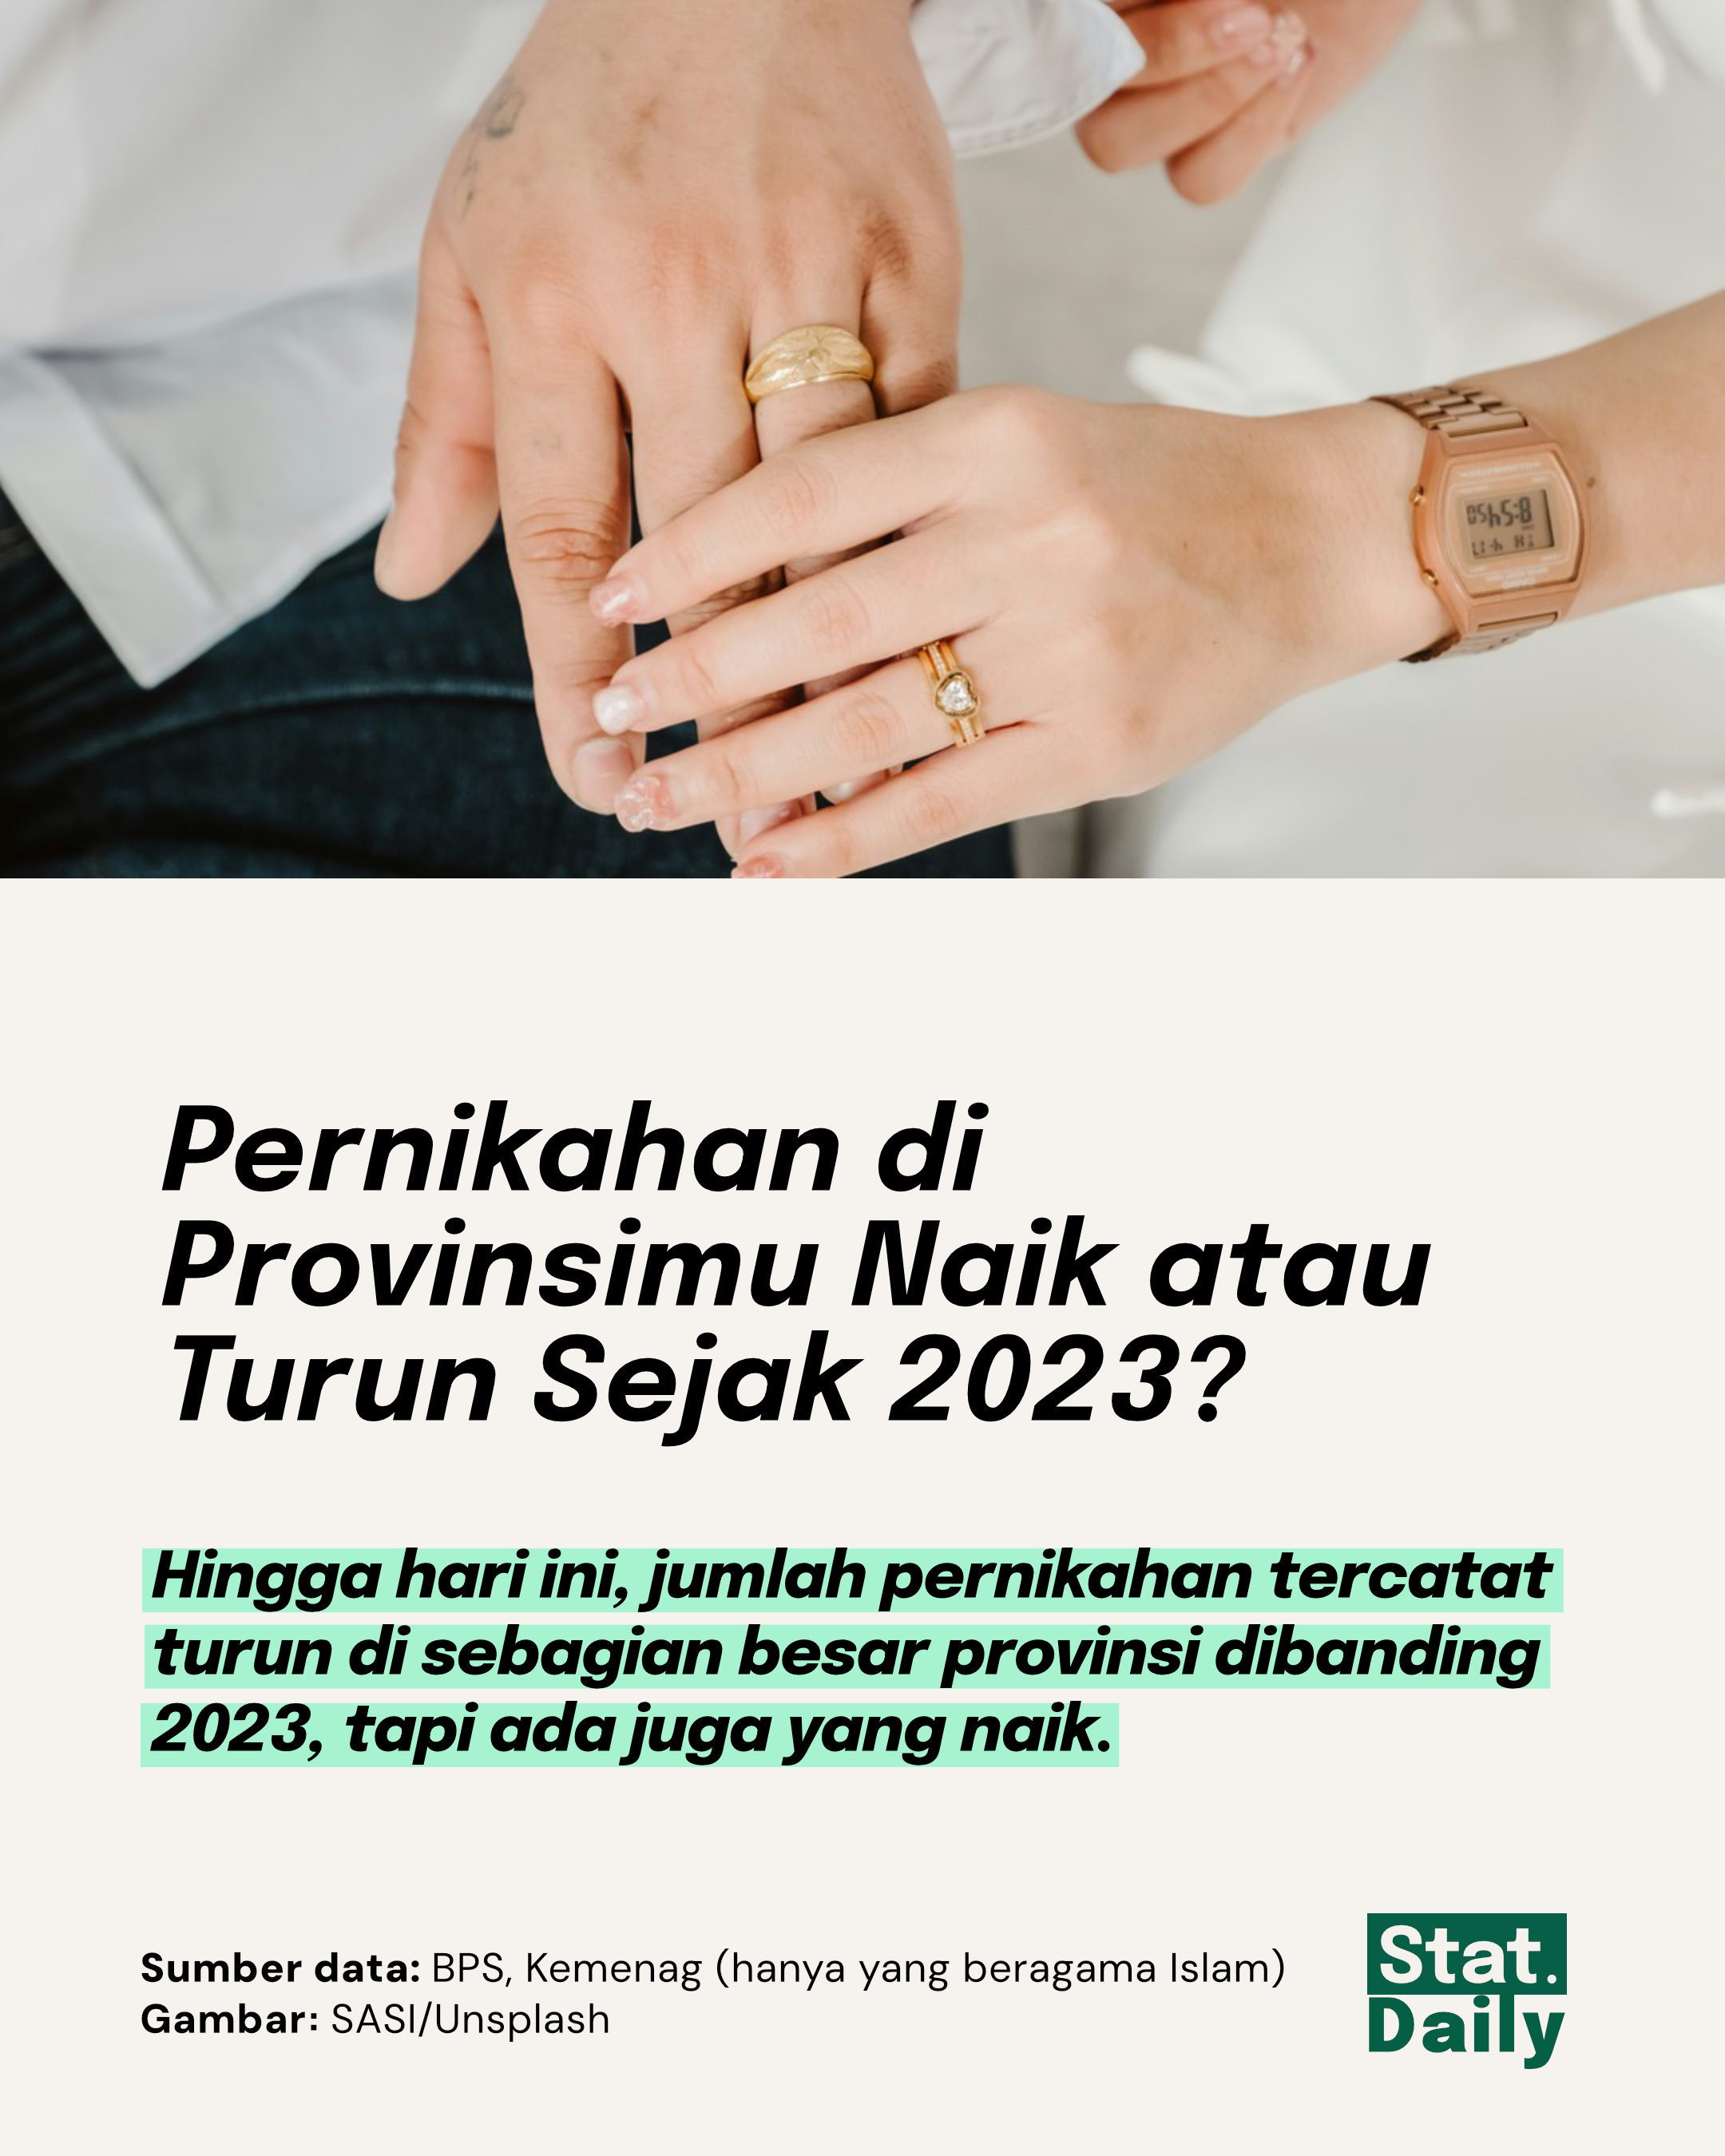 Pernikahan di
Provinsimu Naik atau
Turun Sejak 2023?
Hingga hari ini, jumlah pernikahan tercatat
turun di sebagian besar provinsi dibanding
2023, tapi ada juga yang naik.
Sumber data: BPS, Kemenag (hanya yang beragama Islam)
Gambar: SASI/Unsplash
Stat.
Daily